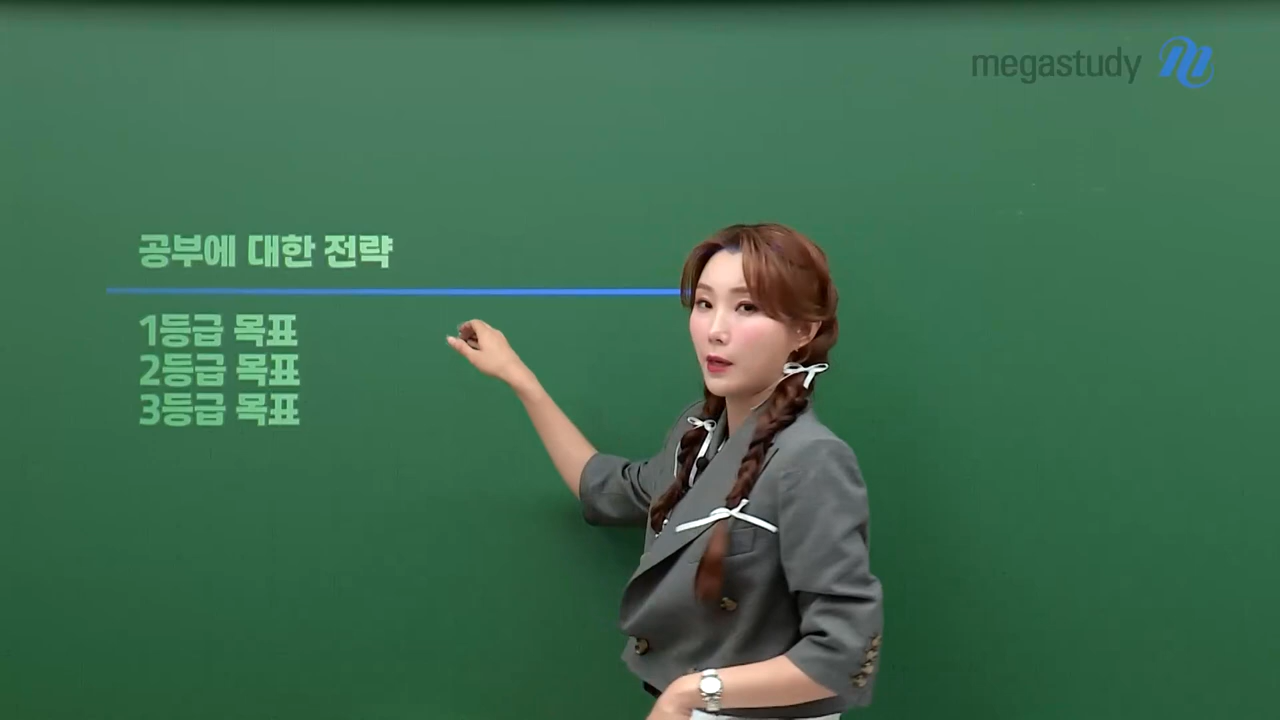 megastudy
공부에 대한 전략
1등급 목표
2등급 목표
3등급 목표